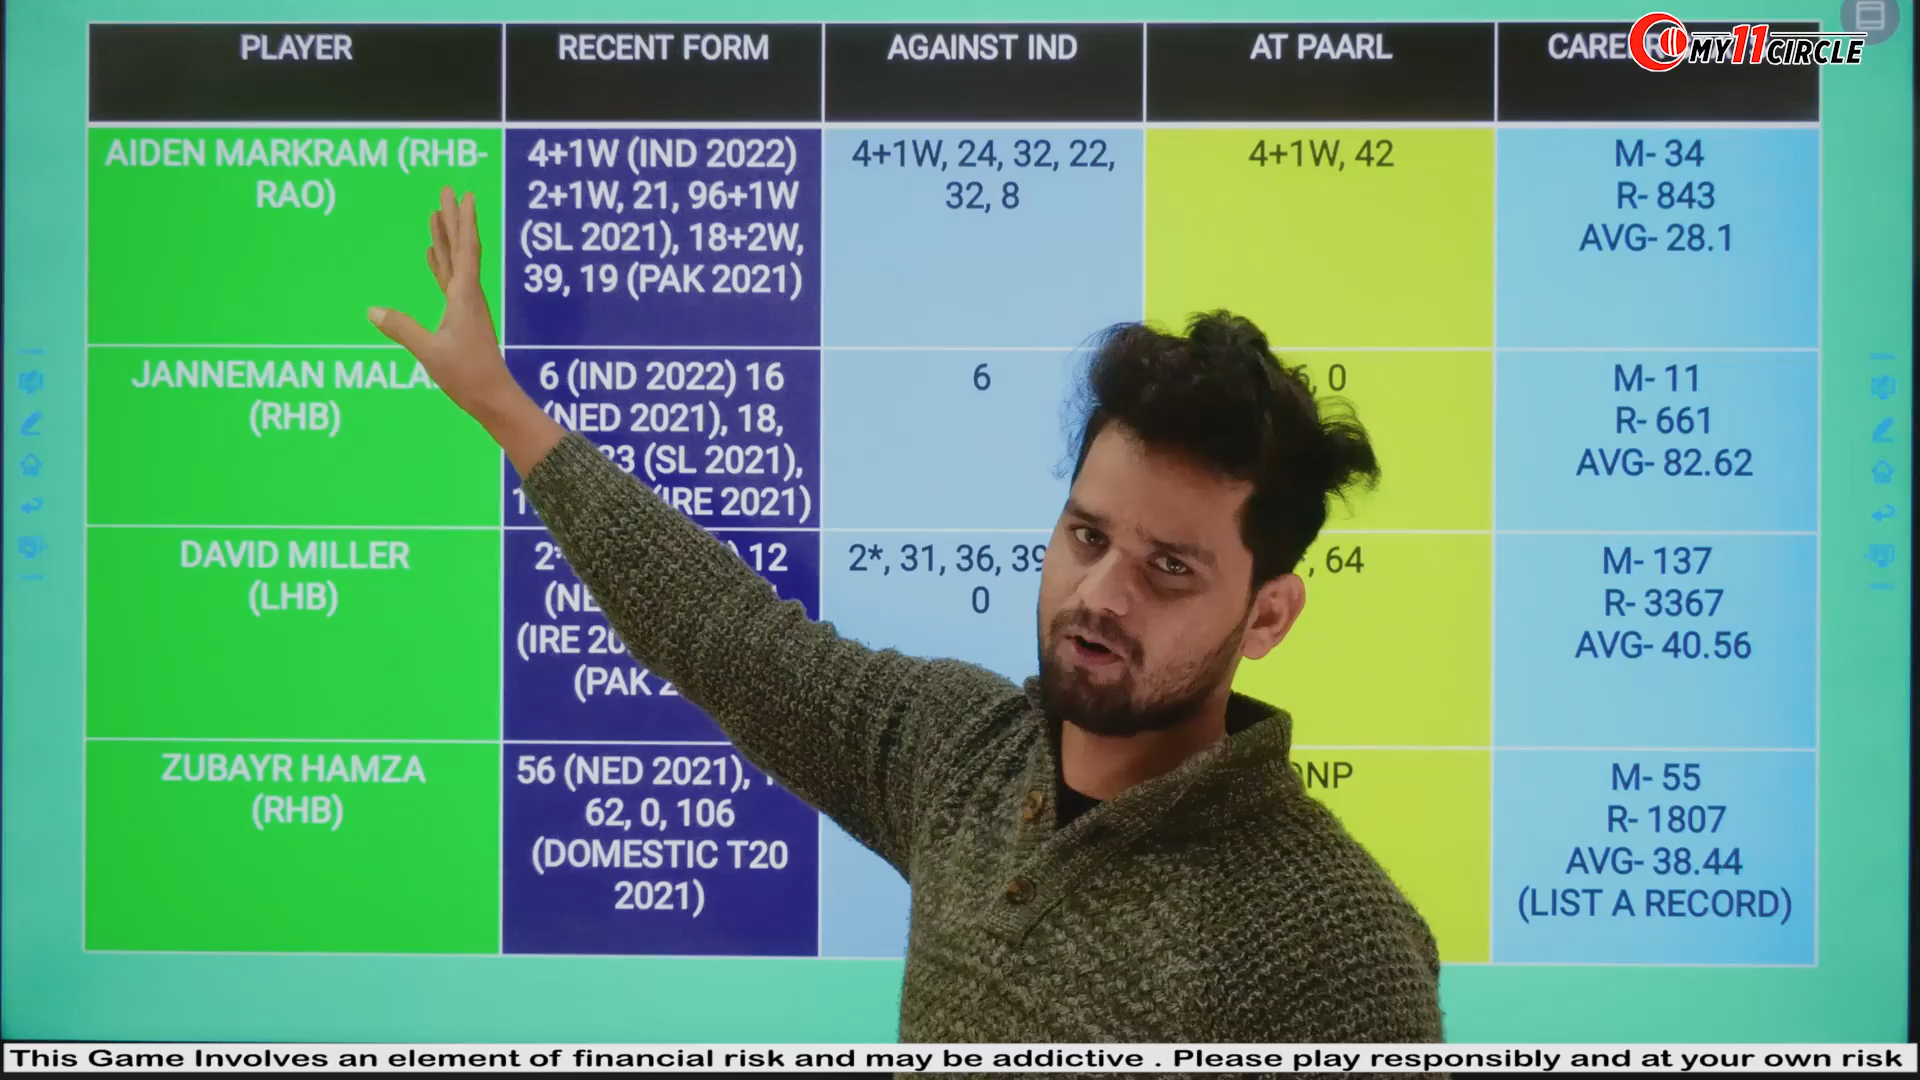 PLAYER
RECENT FORM
AGAINST IND
AT PAARL
MY11CIRCLE
AIDEN MARKRAM (RHB-
RAO)
4+1W (IND 2022)
2+1W, 21, 96+1W
(SL 2021), 18+2W,
39, 19 (PAK 2021)
4+1W, 24, 32, 22,
32, 8
4+1W, 42
M- 34
R- 843
AVG- 28.1
JANNEMAN
(RHB)
6 (IND 2022) 16
(NED 2021), 18,
(SL 2021),
(IRE 2021)
6
0
M- 11
R- 661
AVG- 82.62
DAVID MILLER
(LHB)
12
(IRE
(PAK
2*, 31, 36, 39
0
64
M- 137
R- 3367
AVG- 40.56
ZUBAYR HAMZA
(RHB)
56 (NED 2021),
62, 0, 106
(DOMESTIC T20
2021)
DNP
M- 55
R- 1807
AVG- 38.44
(LIST A RECORD)
This Game Involves an element of financial risk and may be addictive . Please play responsibly and at your own risk